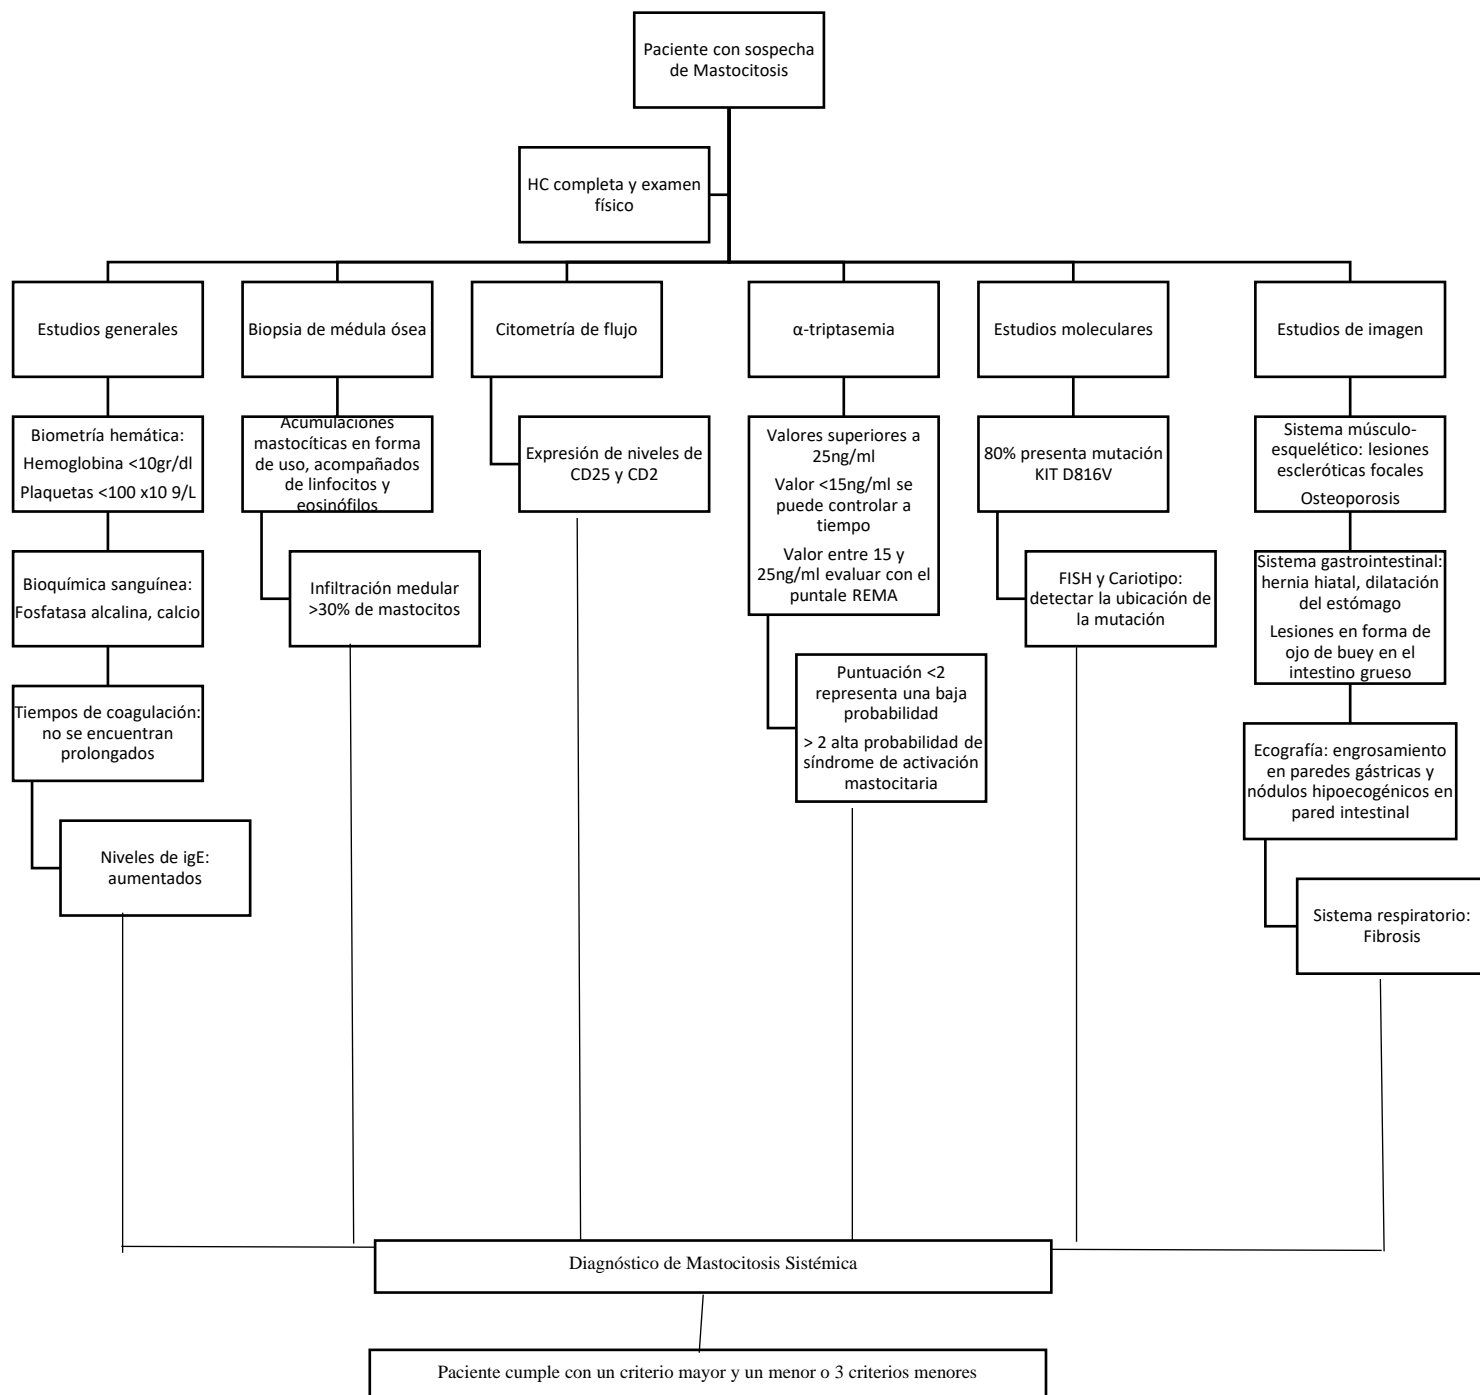 Paciente con sospecha
de Mastocitosis
HC completa y examen
físico
Estudios generales
Biopsia de médula ósea
Citometría de flujo
α-triptasemia
Estudios moleculares
Estudios de imagen
Biometría hemática:
Hemoglobina <10gr/dl
Plaquetas <100 x10 9/L
Acumulaciones
mastocíticas en forma
de uso, acompañados
de linfocitos y
eosinófilos
Expresión de niveles de
CD25 y CD2
Valores superiores a
25ng/ml
Valor <15ng/ml se
puede controlar a
tiempo
Valor entre 15 y
25ng/ml evaluar con el
puntale REMA
80% presenta mutación
KIT D816V
Sistema músculo-
esquelético: lesiones
escleróticas focales
Osteoporosis
Bioquímica sanguínea:
Fosfatasa alcalina, calcio
Infiltración medular
>30% de mastocitos
FISH y Cariotipo:
detectar la ubicación de
la mutación
Sistema gastrointestinal:
hernia hiatal, dilatación
del estómago
Lesiones en forma de
ojo de buey en el
intestino grueso
Tiempos de coagulación:
no se encuentran
prolongados
Puntuación <2
representa una baja
probabilidad
> 2 alta probabilidad de
síndrome de activación
mastocitaria
Ecografía: engrosamiento
en paredes gástricas y
nódulos hipoecogénicos en
pared intestinal
Niveles de igE:
aumentados
Sistema respiratorio:
Fibrosis
Diagnóstico de Mastocitosis Sistémica
Paciente cumple con un criterio mayor y un menor o 3 criterios menores